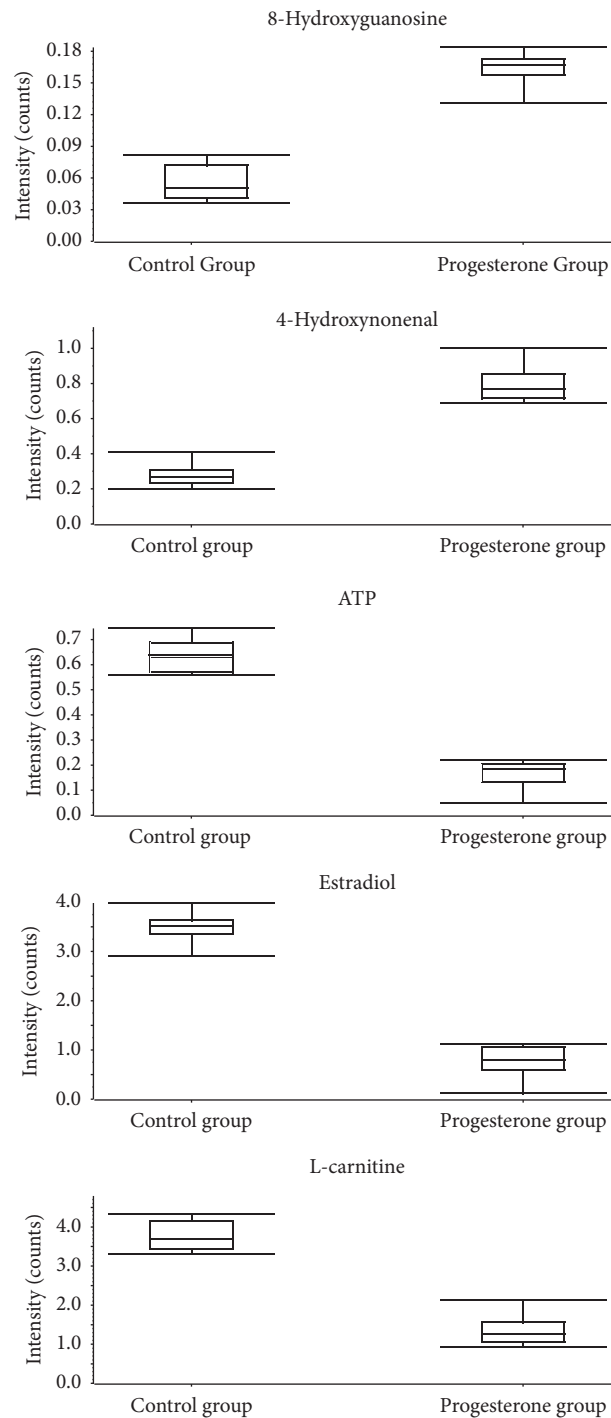 8-Hydroxyguanosine
Intensity (counts)
0.18
0.15
0.12
0.09
0.06
0.03
0.00
Control Group
Progesterone Group
4-Hydroxynonenal
Intensity (counts)
1.0
0.8
0.6
0.4
0.2
0.0
Control group
Progesterone group
ATP
Intensity (counts)
0.7
0.6
0.5
0.4
0.3
0.2
0.1
0.0
Control group
Progesterone group
Estradiol
Intensity (counts)
4.0
3.0
2.0
1.0
0.0
Control group
Progesterone group
L-carnitine
Intensity (counts)
4.0
3.0
2.0
1.0
0.0
Control group
Progesterone group